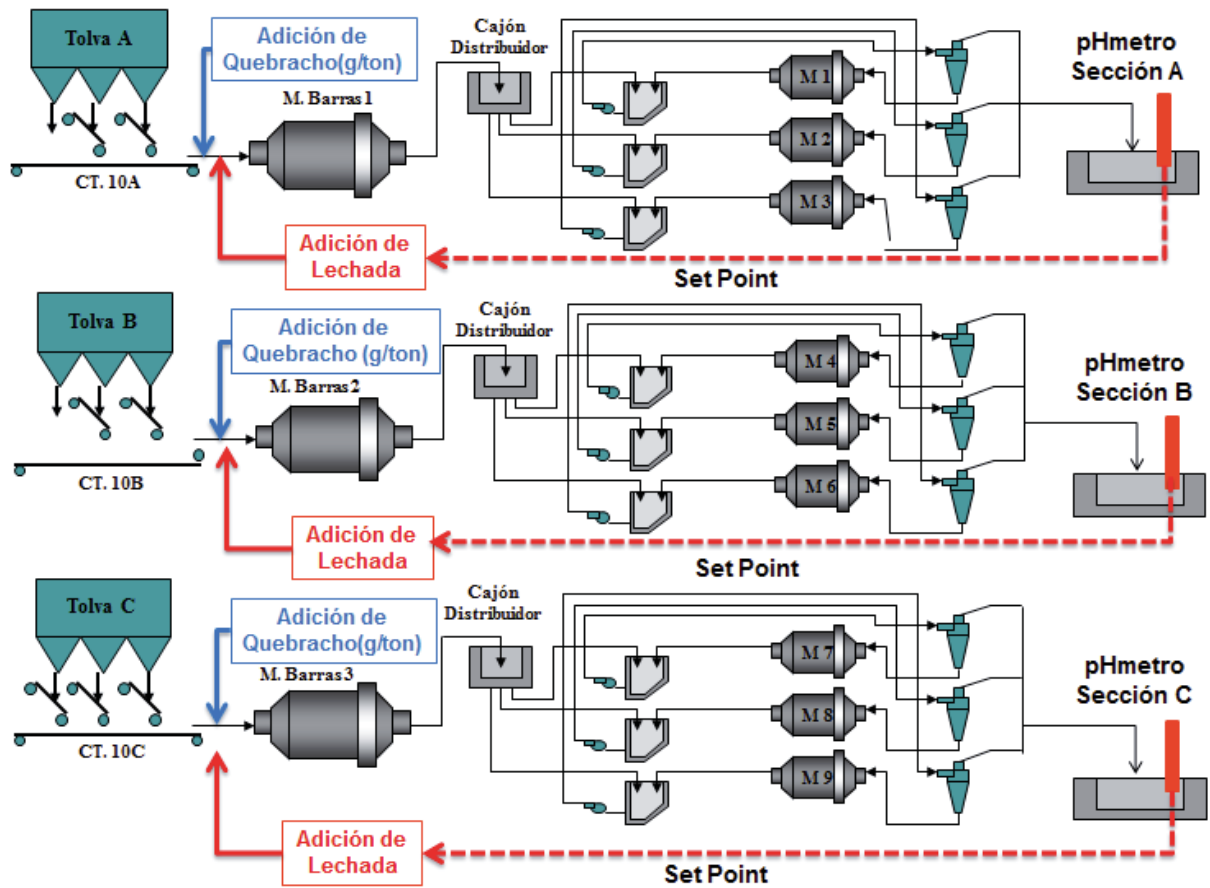 Tolva A
Adición de
Quebracho(g/ton)
M. Barras 1
CT. 10A
Cajón
Distribuidor
M 1
M 2
M 3
pHmetro
Sección A
Adición de
Lechada
Set Point
Tolva B
Adición de
Quebracho (g/ton)
M. Barras 2
CT. 10B
Cajón
Distribuidor
M 4
M 5
M 6
pHmetro
Sección B
Adición de
Lechada
Set Point
Tolva C
Adición de
Quebracho(g/ton)
M. Barras 3
CT. 10C
Cajón
Distribuidor
M 7
M 8
M 9
pHmetro
Sección C
Adición de
Lechada
Set Point